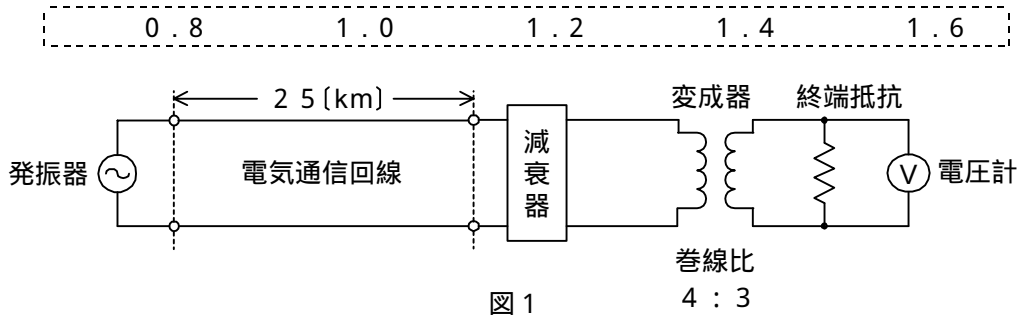 0.8 1.0 1.2 1.4 1.6
25〔km〕
変成器 終端抵抗
発振器
電気通信回線
減衰器
V
電圧計
巻線比
4:3
図1